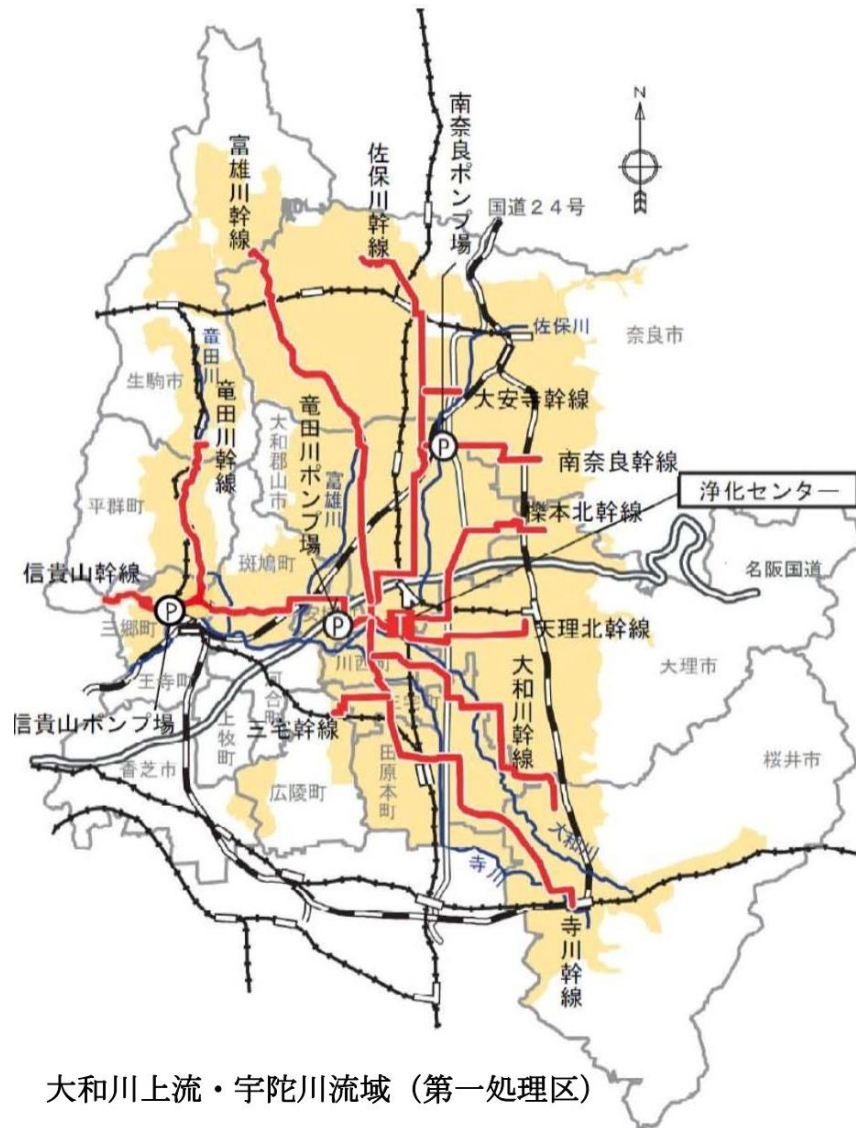 N
南奈良ポンプ場
佐保川幹線
富雄川幹線
国道24号
佐保川
奈良市
竜田川
生駒市
竜田川幹線
大和郡山市
竜田川ポンプ場
富雄川
大安寺幹線
P
南奈良幹線
浄化センター
櫟本北幹線
平群町
斑鳩町
信貴山幹線
名阪国道
P
三郷町
P
T
天理北幹線
川西町
大和川幹線
王寺町
河合町
三宅町
信貴山ポンプ場
上牧町
三宅幹線
香芝市
田原本町
広陵町
桜井市
大和川
寺川
寺川幹線
大和川上流・宇陀川流域(第一処理区)